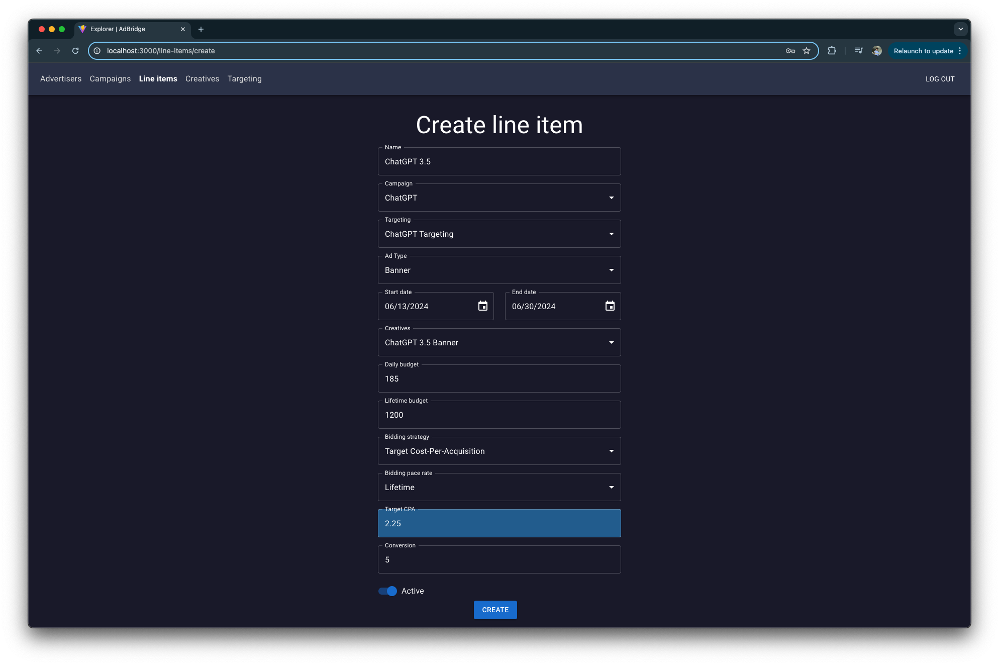 Explorer | AdBridge
localhost:3000/line-items/create
Relaunch to update
Advertisers Campaigns Line items Creatives Targeting LOG OUT
Create line item
Name
ChatGPT 3.5
Campaign
ChatGPT
Targeting
ChatGPT Targeting
Ad Type
Banner
Start date End date
06/13/2024 06/30/2024
Creatives
ChatGPT 3.5 Banner
Daily budget
185
Lifetime budget
1200
Bidding strategy
Target Cost-Per-Acquisition
Bidding pace rate
Lifetime
Target CPA
2.25
Conversion
5
Active
CREATE